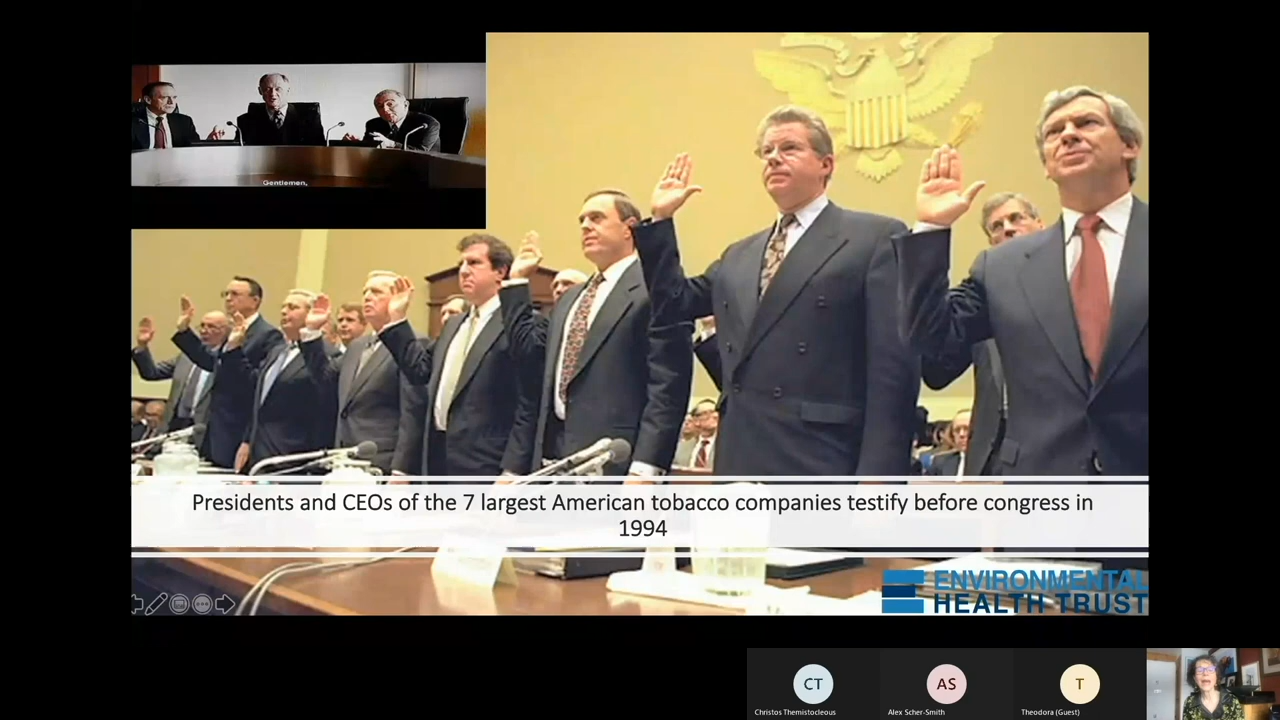 Gentlemen,
Presidents and CEOs of the 7 largest American tobacco companies testify before congress in
1994
ENVIRONMENTAL
HEALTH TRUST
CT
AS
T
Christos Themistocleous
Alex Scher-Smith
Theodora (Guest)